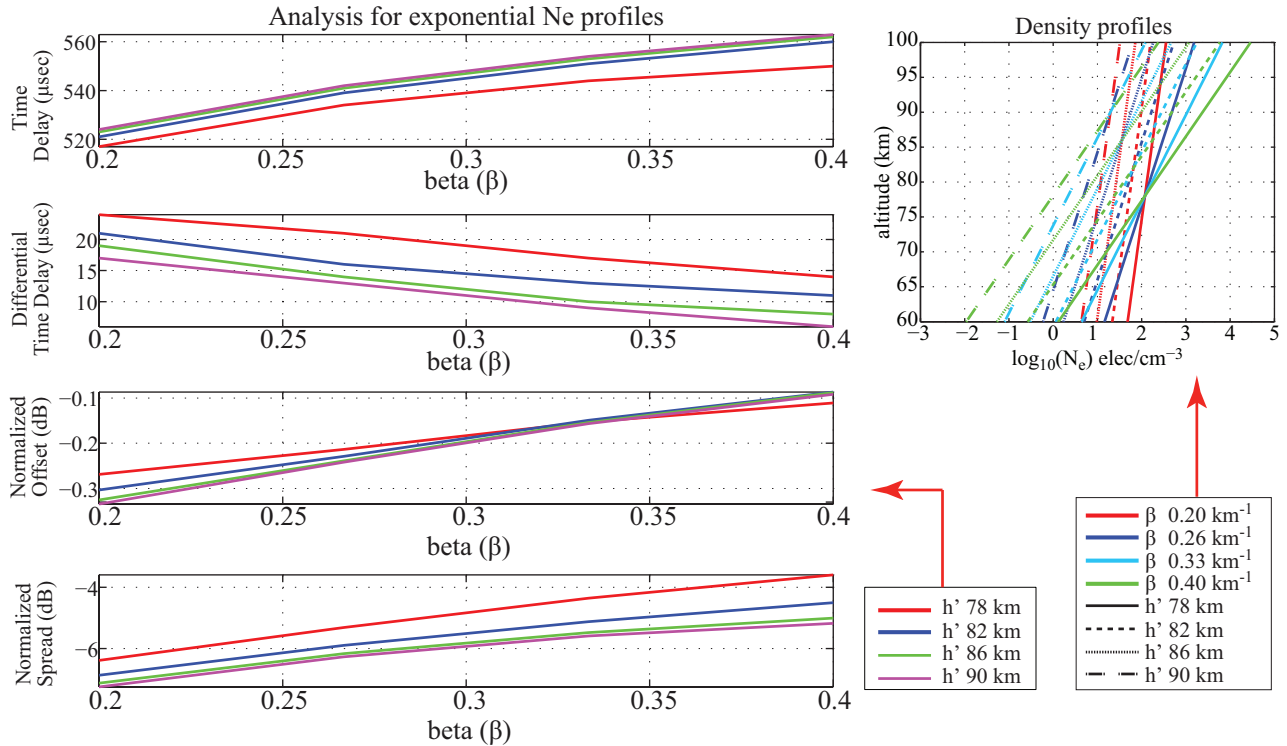 Analysis for exponential Ne profiles
Time
Delay (μsec)
560
540
520
0.2 0.25 0.3 0.35 0.4
beta (β)
Differential
Time Delay (μsec)
20
15
10
0.2 0.25 0.3 0.35 0.4
beta (β)
Normalized
Offset (dB)
−0.1
−0.2
−0.3
0.2 0.25 0.3 0.35 0.4
beta (β)
Normalized
Spread (dB)
−4
−6
0.2 0.25 0.3 0.35 0.4
beta (β)
h' 78 km
h' 82 km
h' 86 km
h' 90 km
Density profiles
altitude (km)
100
95
90
85
80
75
70
65
60
−3 −2 −1 0 1 2 3 4 5
log₁₀(Nₑ) elec/cm⁻³
β 0.20 km⁻¹
β 0.26 km⁻¹
β 0.33 km⁻¹
β 0.40 km⁻¹
h' 78 km
h' 82 km
h' 86 km
h' 90 km